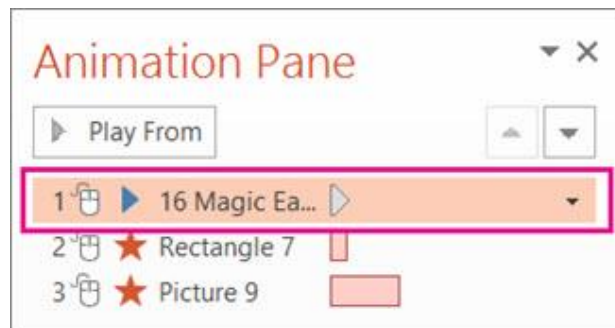 Animation Pane
Play From
1 16 Magic Ea...
2 Rectangle 7
3 Picture 9